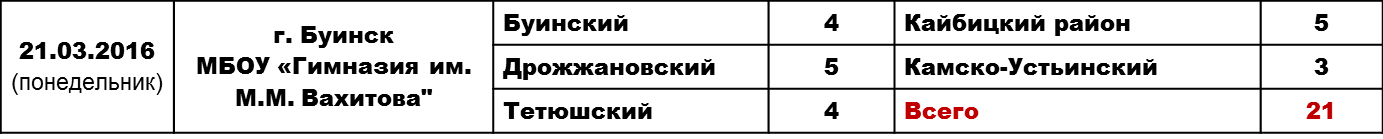 21.03.2016
(понедельник)
г. Буинск
МБОУ «Гимназия им.
М.М. Вахитова"
Буинский 4 Кайбицкий район 5
Дрожжановский 5 Камско-Устьинский 3
Тетюшский 4 Всего 21